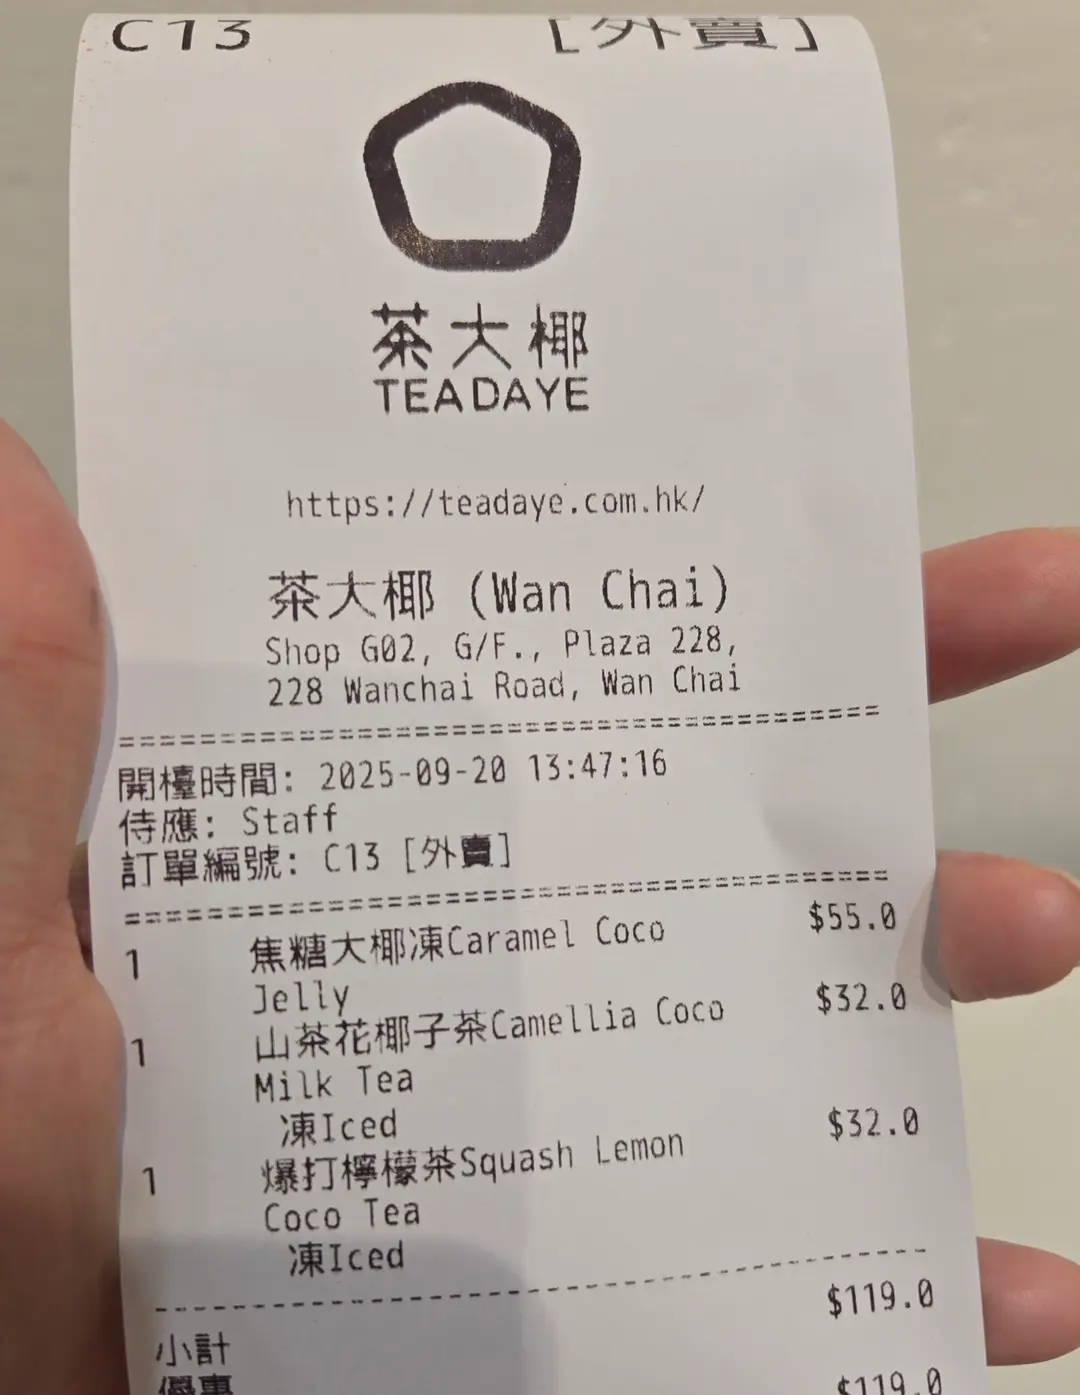 C13 [外賣]
茶大椰
TEADAYE
https://teadaye.com.hk/
茶大椰 (Wan Chai)
Shop G02, G/F., Plaza 228,
228 Wanchai Road, Wan Chai
================================
開檯時間: 2025-09-20 13:47:16
侍應: Staff
訂單編號: C13 [外賣]
================================
1 焦糖大椰凍Caramel Coco $55.0
Jelly
1 山茶花椰子茶Camellia Coco $32.0
Milk Tea
凍Iced
1 爆打檸檬茶Squash Lemon $32.0
Coco Tea
凍Iced
--------------------------------
小計 $119.0
優惠 $119.0